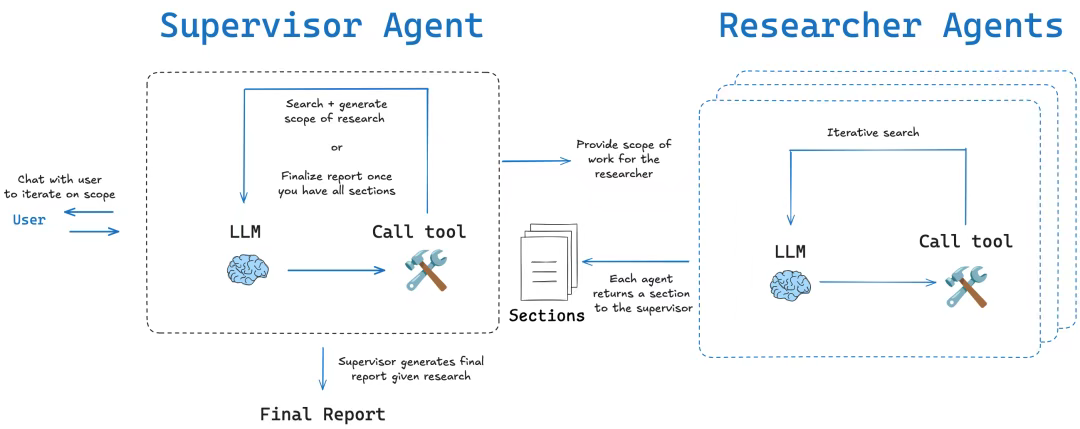 Supervisor Agent
Researcher Agents
Search + generate
scope of research
or
Finalize report once
you have all sections
Chat with user
to iterate on scope
User
LLM
Call tool
Provide scope of
work for the
researcher
Sections
Each agent
returns a section
to the supervisor
Iterative search
LLM
Call tool
Supervisor generates final
report given research
Final Report